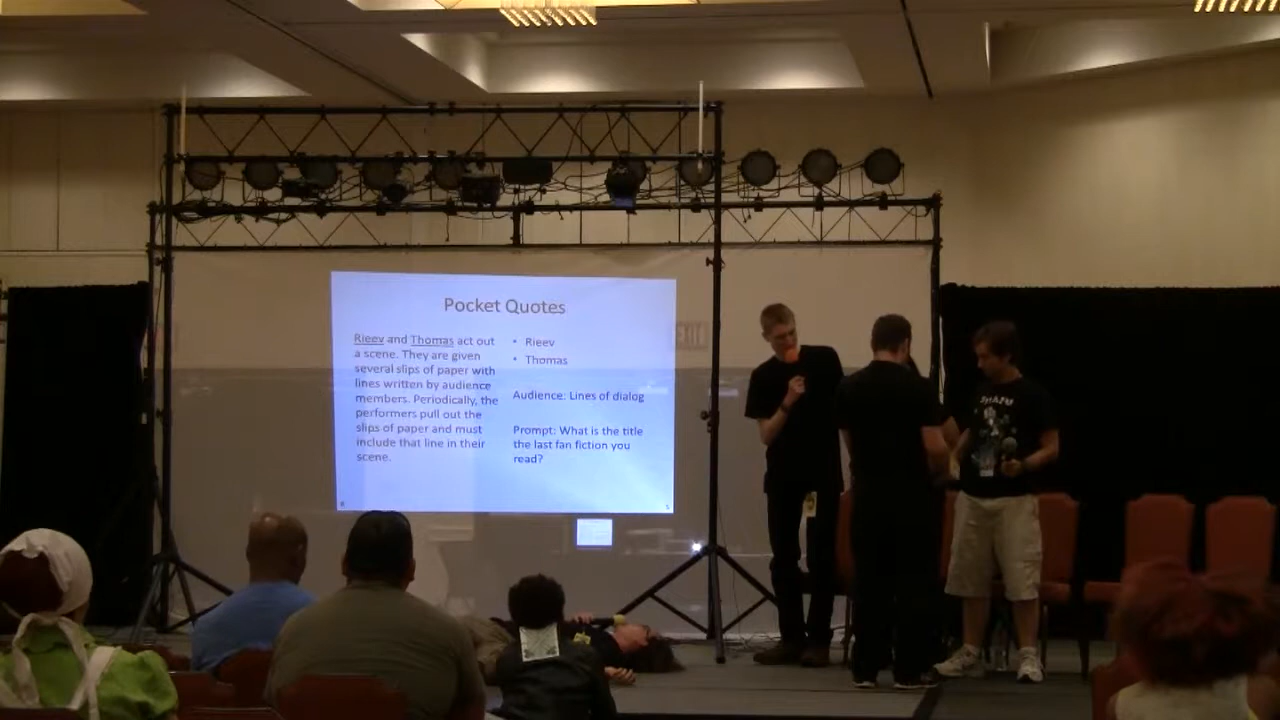 Pocket Quotes
Rieev and Thomas act out
a scene. They are given
several slips of paper with
lines written by audience
members. Periodically, the
performers pull out the
slips of paper and must
include that line in their
scene.
• Rieev
• Thomas
Audience: Lines of dialog
Prompt: What is the title
the last fan fiction you
read?
EXIT